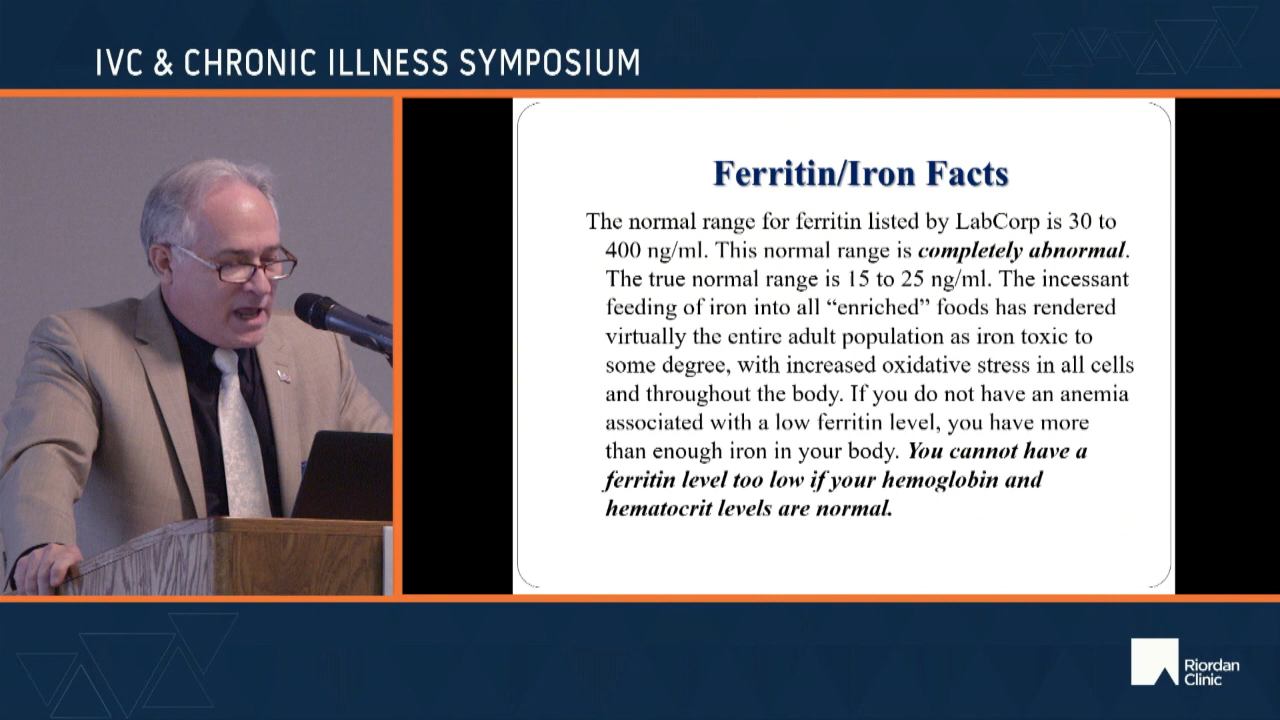 IVC & CHRONIC ILLNESS SYMPOSIUM
Ferritin/Iron Facts
The normal range for ferritin listed by LabCorp is 30 to
400 ng/ml. This normal range is completely abnormal.
The true normal range is 15 to 25 ng/ml. The incessant
feeding of iron into all “enriched” foods has rendered
virtually the entire adult population as iron toxic to
some degree, with increased oxidative stress in all cells
and throughout the body. If you do not have an anemia
associated with a low ferritin level, you have more
than enough iron in your body. You cannot have a
ferritin level too low if your hemoglobin and
hematocrit levels are normal.
Riordan
Clinic